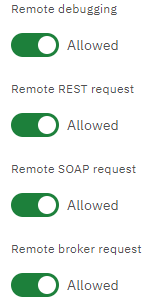 Remote debugging
Allowed
Remote REST request
Allowed
Remote SOAP request
Allowed
Remote broker request
Allowed